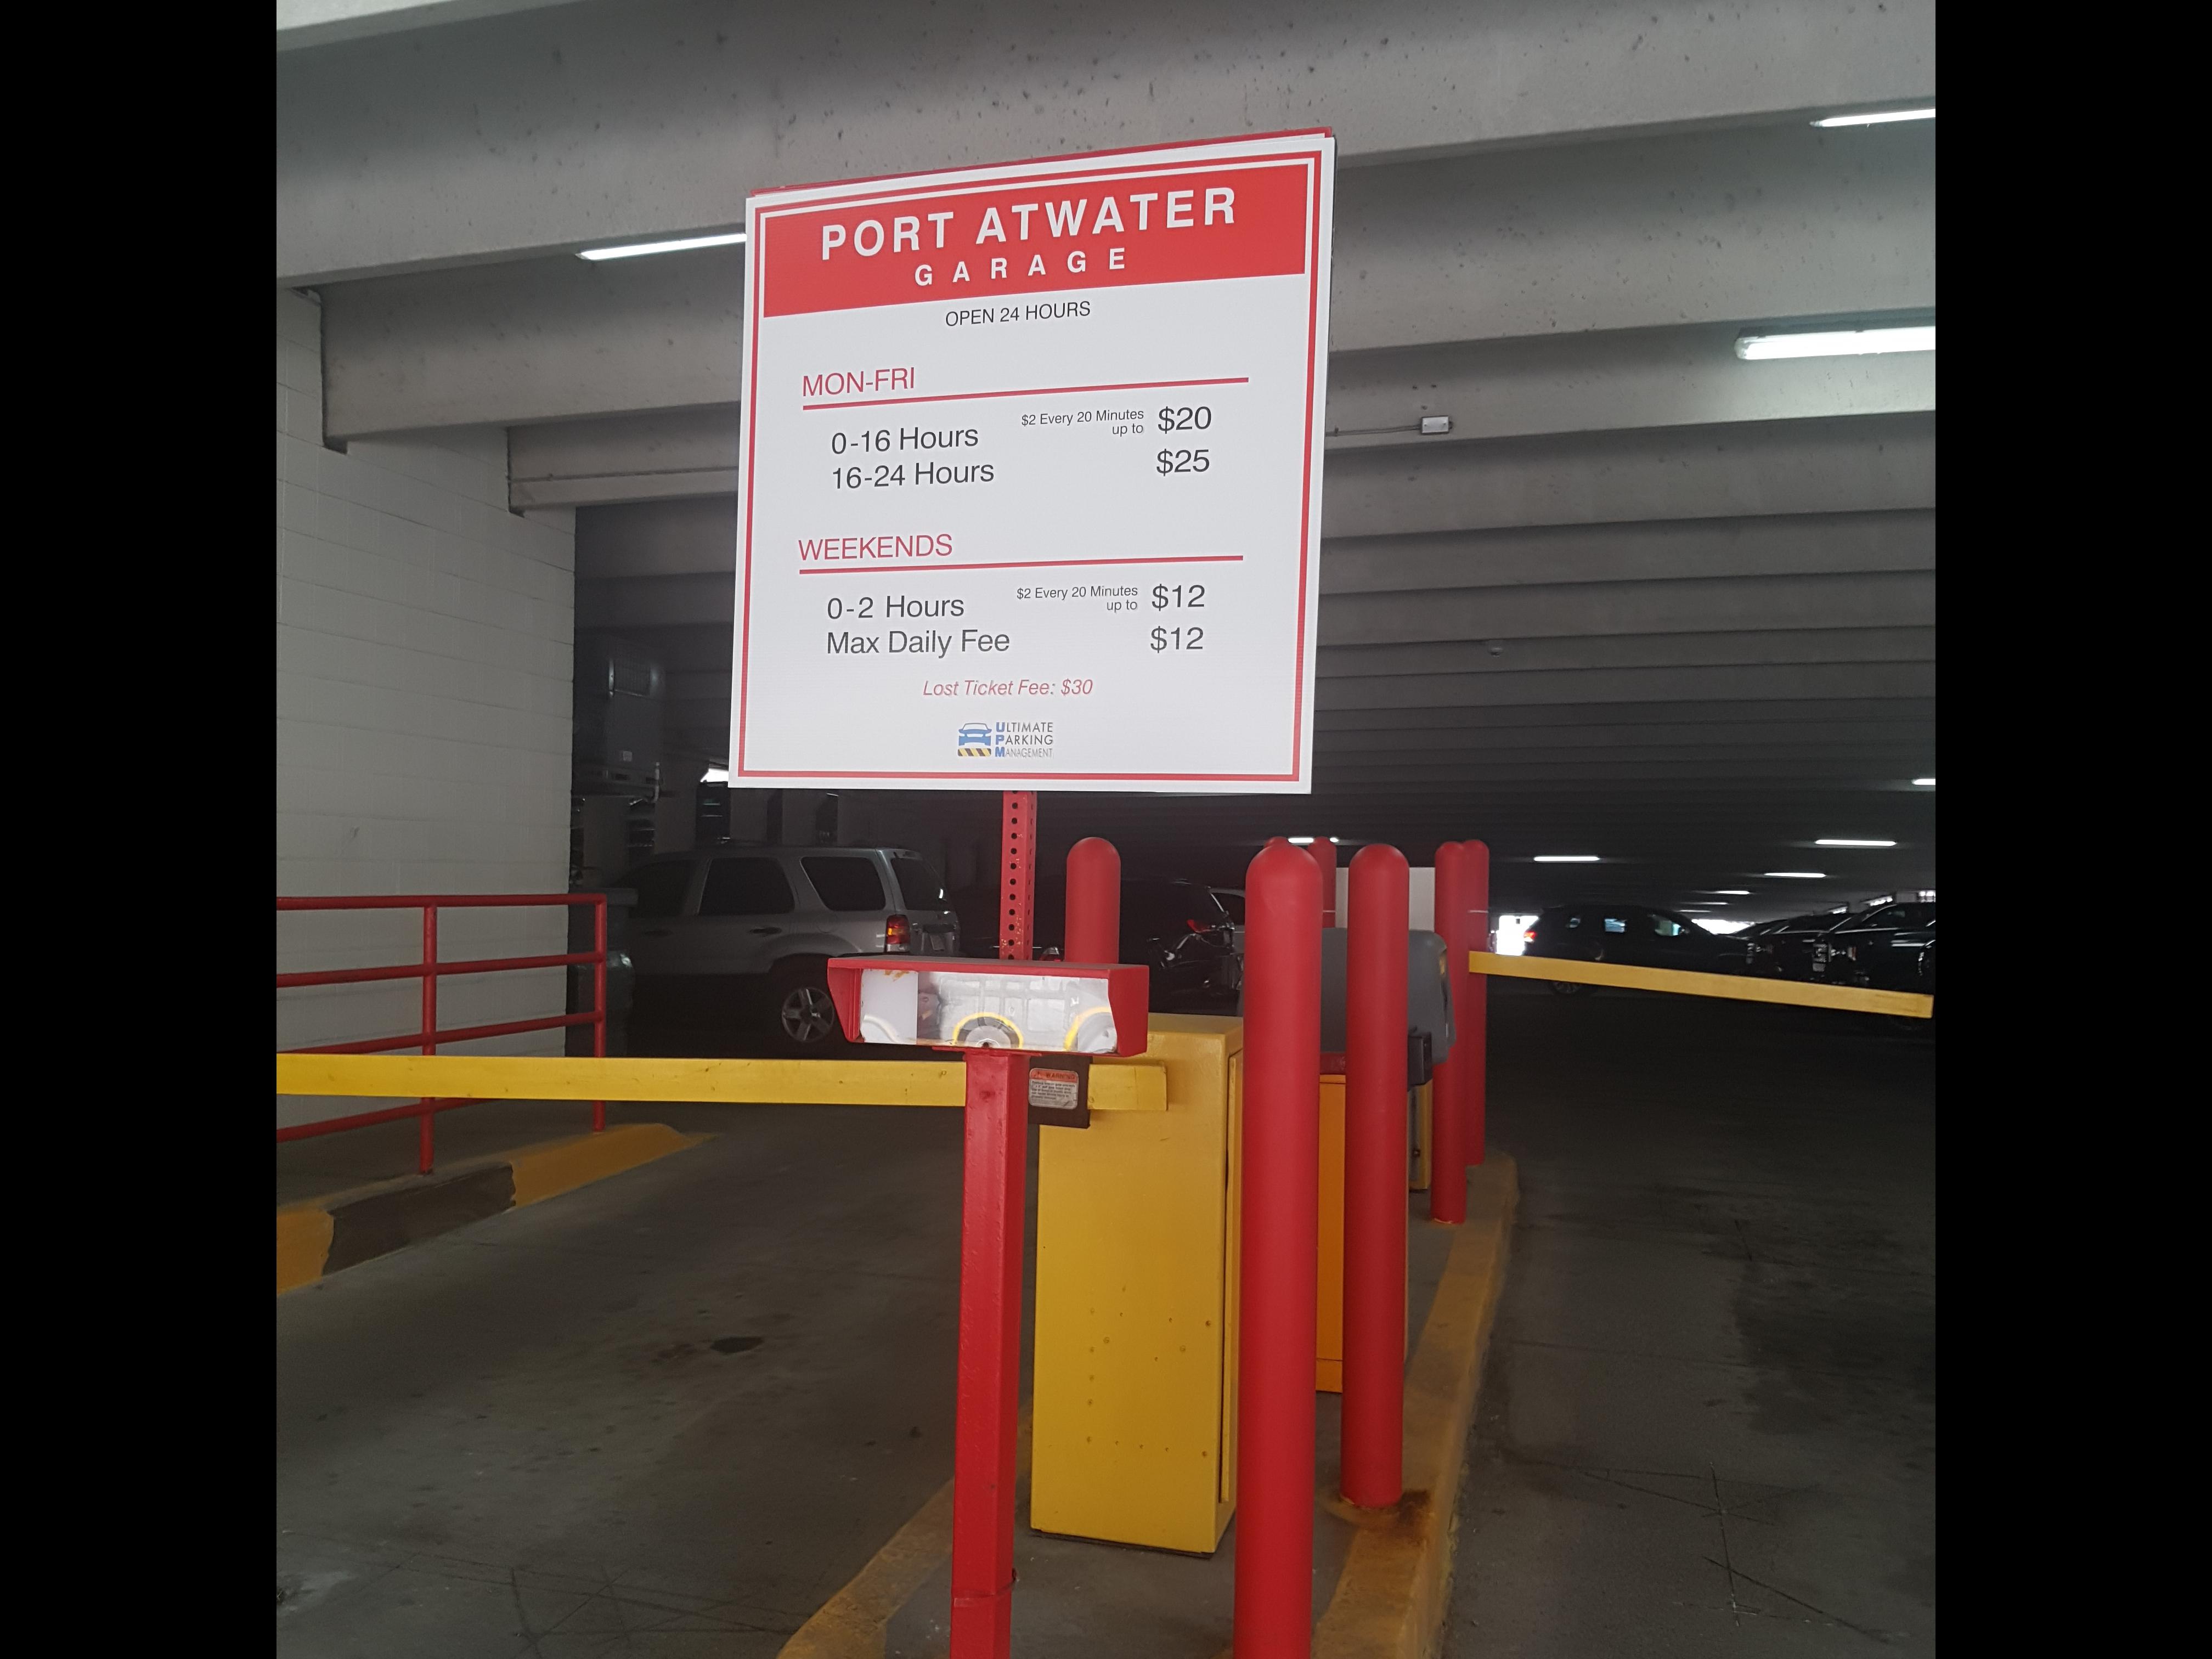 PORT ATWATER
GARAGE
OPEN 24 HOURS
MON-FRI
0-16 Hours $2 Every 20 Minutes up to $20
16-24 Hours $25
WEEKENDS
0-2 Hours $2 Every 20 Minutes up to $12
Max Daily Fee $12
Lost Ticket Fee: $30
ULTIMATE
PARKING
MANAGEMENT
WARNING